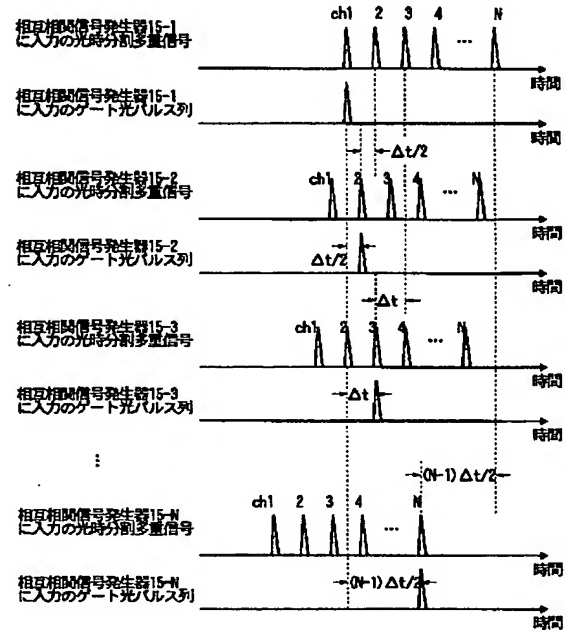 ch1 2 3 4 ... N
相互相関信号発生器15-1
に入力の光時分割多重信号
時間
相互相関信号発生器15-1
に入力のゲート光パルス列
時間
Δt/2
ch1 2 3 4 ... N
相互相関信号発生器15-2
に入力の光時分割多重信号
時間
相互相関信号発生器15-2
に入力のゲート光パルス列
Δt/2
時間
Δt
ch1 2 3 4 ... N
相互相関信号発生器15-3
に入力の光時分割多重信号
時間
相互相関信号発生器15-3
に入力のゲート光パルス列
Δt
時間
⋮
(N-1)Δt/2
ch1 2 3 4 ... N
相互相関信号発生器15-N
に入力の光時分割多重信号
時間
相互相関信号発生器15-N
に入力のゲート光パルス列
(N-1)Δt/2
時間